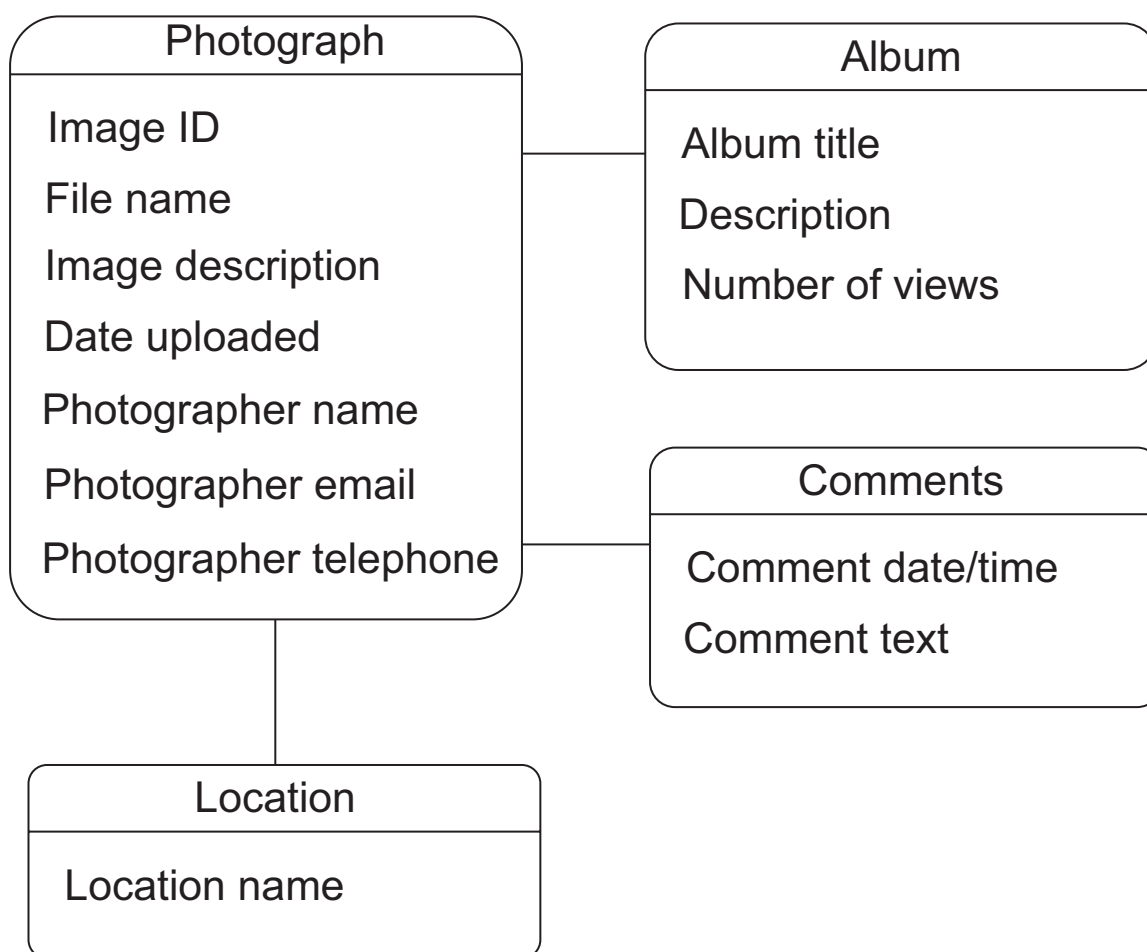 Photograph
Image ID
File name
Image description
Date uploaded
Photographer name
Photographer email
Photographer telephone
Album
Album title
Description
Number of views
Comments
Comment date/time
Comment text
Location
Location name